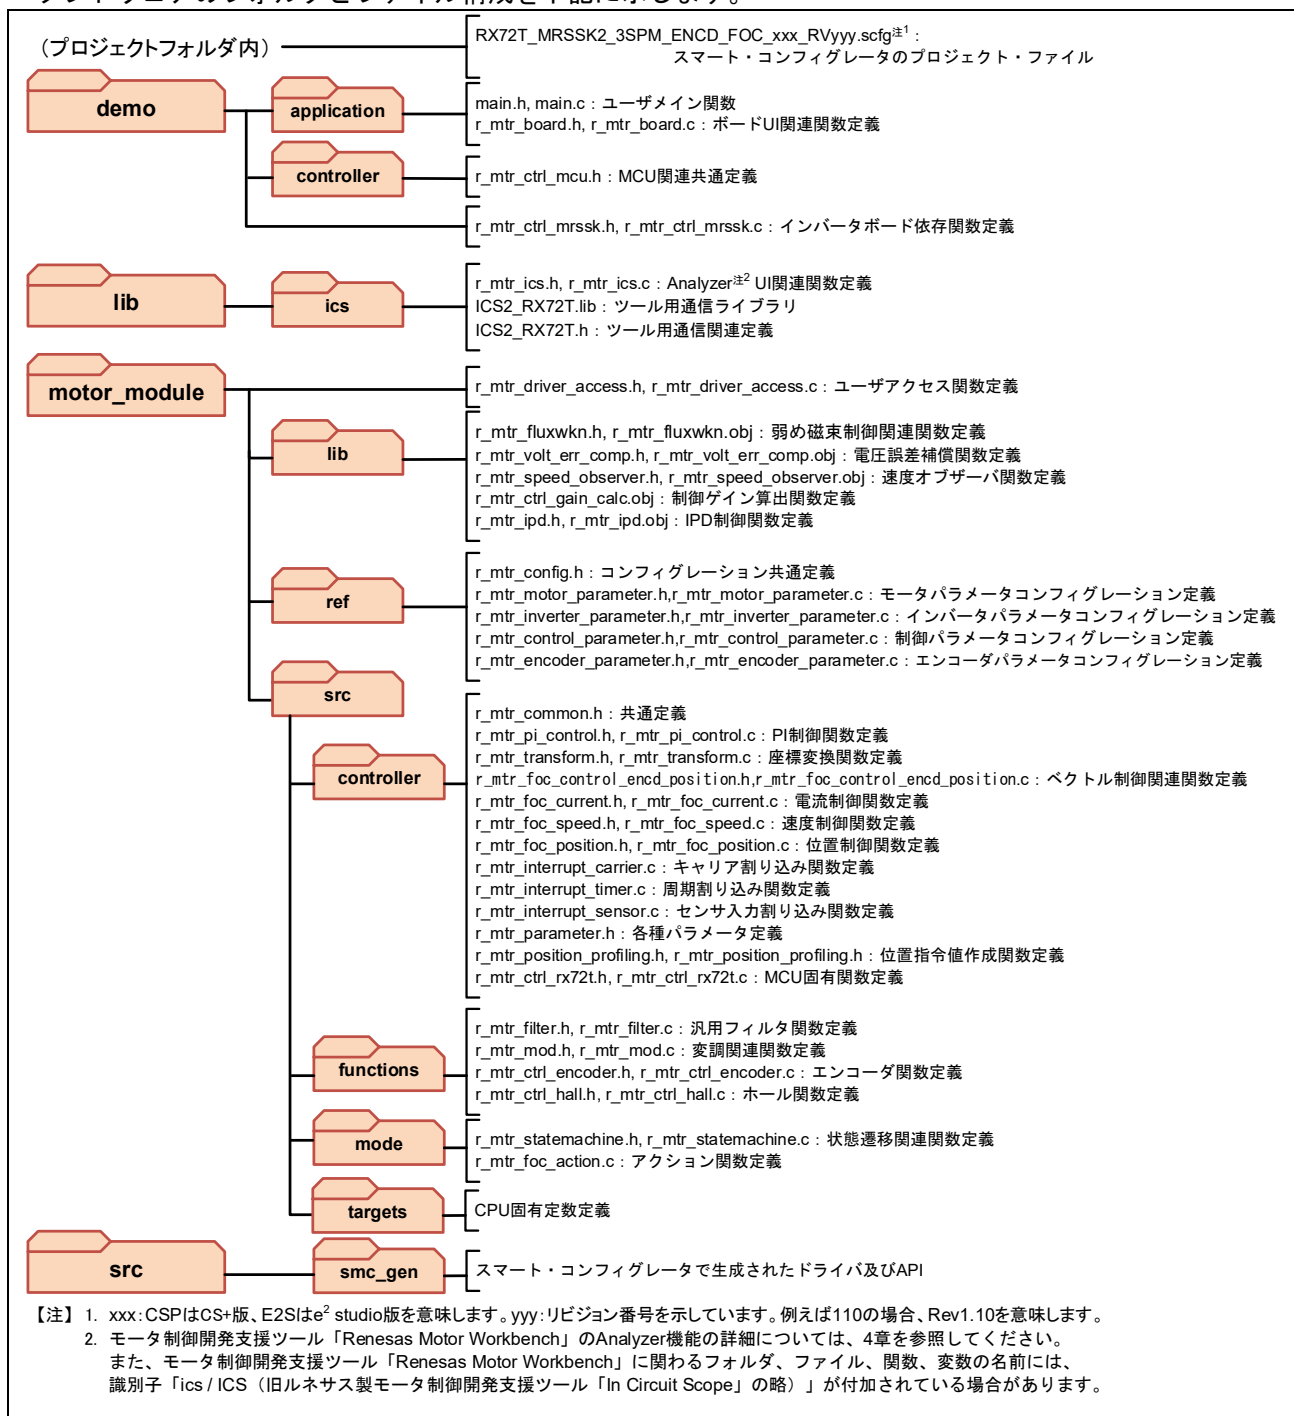 ソフトウェアのフォルダとファイル構成を下記に示します。
（プロジェクトフォルダ内）
RX72T_MRSSK2_3SPM_ENCD_FOC_xxx_RVyyy.scfg注1：
スマート・コンフィグレータのプロジェクト・ファイル
demo
application
main.h, main.c：ユーザメイン関数
r_mtr_board.h, r_mtr_board.c：ボードUI関連関数定義
controller
r_mtr_ctrl_mcu.h：MCU関連共通定義
r_mtr_ctrl_mrssk.h, r_mtr_ctrl_mrssk.c：インバータボード依存関数定義
lib
ics
r_mtr_ics.h, r_mtr_ics.c：Analyzer注2 UI関連関数定義
ICS2_RX72T.lib：ツール用通信ライブラリ
ICS2_RX72T.h：ツール用通信関連定義
motor_module
r_mtr_driver_access.h, r_mtr_driver_access.c：ユーザアクセス関数定義
lib
r_mtr_fluxwkn.h, r_mtr_fluxwkn.obj：弱め磁束制御関連関数定義
r_mtr_volt_err_comp.h, r_mtr_volt_err_comp.obj：電圧誤差補償関数定義
r_mtr_speed_observer.h, r_mtr_speed_observer.obj：速度オブザーバ関数定義
r_mtr_ctrl_gain_calc.obj：制御ゲイン算出関数定義
r_mtr_ipd.h, r_mtr_ipd.obj：IPD制御関数定義
ref
r_mtr_config.h：コンフィグレーション共通定義
r_mtr_motor_parameter.h,r_mtr_motor_parameter.c：モータパラメータコンフィグレーション定義
r_mtr_inverter_parameter.h,r_mtr_inverter_parameter.c：インバータパラメータコンフィグレーション定義
r_mtr_control_parameter.h,r_mtr_control_parameter.c：制御パラメータコンフィグレーション定義
r_mtr_encoder_parameter.h,r_mtr_encoder_parameter.c：エンコーダパラメータコンフィグレーション定義
src
controller
r_mtr_common.h：共通定義
r_mtr_pi_control.h, r_mtr_pi_control.c：PI制御関数定義
r_mtr_transform.h, r_mtr_transform.c：座標変換関数定義
r_mtr_foc_control_encd_position.h,r_mtr_foc_control_encd_position.c：ベクトル制御関連関数定義
r_mtr_foc_current.h, r_mtr_foc_current.c：電流制御関数定義
r_mtr_foc_speed.h, r_mtr_foc_speed.c：速度制御関数定義
r_mtr_foc_position.h, r_mtr_foc_position.c：位置制御関数定義
r_mtr_interrupt_carrier.c：キャリア割り込み関数定義
r_mtr_interrupt_timer.c：周期割り込み関数定義
r_mtr_interrupt_sensor.c：センサ入力割り込み関数定義
r_mtr_parameter.h：各種パラメータ定義
r_mtr_position_profiling.h, r_mtr_position_profiling.h：位置指令値作成関数定義
r_mtr_ctrl_rx72t.h, r_mtr_ctrl_rx72t.c：MCU固有関数定義
functions
r_mtr_filter.h, r_mtr_filter.c：汎用フィルタ関数定義
r_mtr_mod.h, r_mtr_mod.c：変調関連関数定義
r_mtr_ctrl_encoder.h, r_mtr_ctrl_encoder.c：エンコーダ関数定義
r_mtr_ctrl_hall.h, r_mtr_ctrl_hall.c：ホール関数定義
mode
r_mtr_statemachine.h, r_mtr_statemachine.c：状態遷移関連関数定義
r_mtr_foc_action.c：アクション関数定義
targets
CPU固有定数定義
src
smc_gen
スマート・コンフィグレータで生成されたドライバ及びAPI
【注】 1. xxx：CSPはCS+版、E2Sはe2 studio版を意味します。yyy：リビジョン番号を示しています。例えば110の場合、Rev1.10を意味します。
2. モータ制御開発支援ツール「Renesas Motor Workbench」のAnalyzer機能の詳細については、4章を参照してください。
また、モータ制御開発支援ツール「Renesas Motor Workbench」に関わるフォルダ、ファイル、関数、変数の名前には、
識別子「ics / ICS（旧ルネサス製モータ制御開発支援ツール「In Circuit Scope」の略）」が付加されている場合があります。